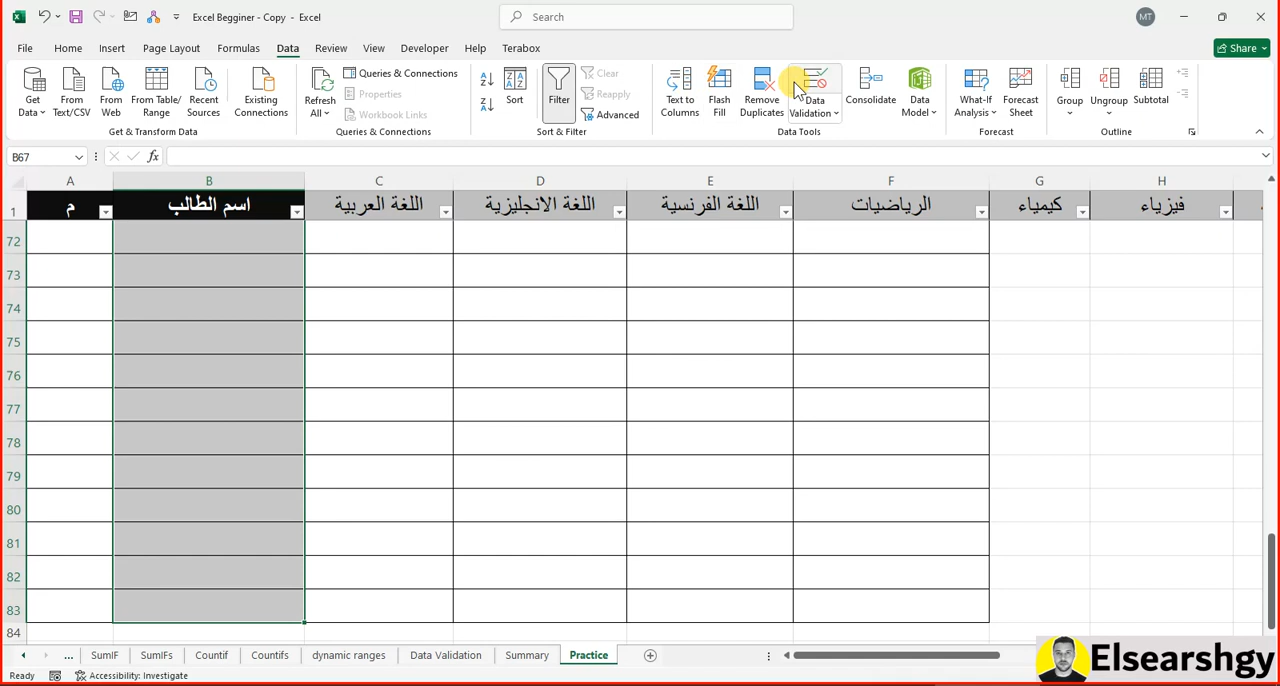 Excel Begginer - Copy - Excel
Search
MT
File Home Insert Page Layout Formulas Data Review View Developer Help Terabox
Share
Get Data
From Text/CSV
From Web
From Table/ Range
Recent Sources
Existing Connections
Get & Transform Data
Refresh All
Queries & Connections
Properties
Workbook Links
Queries & Connections
Sort
Filter
Clear
Reapply
Advanced
Sort & Filter
Text to Columns
Flash Fill
Remove Duplicates
Data Validation
Consolidate
Data Model
Data Tools
What-If Analysis
Forecast Sheet
Forecast
Group
Ungroup
Subtotal
Outline
B67
fx
A B C D E F G H
1 م اسم الطالب اللغة العربية اللغة الانجليزية اللغة الفرنسية الرياضيات كيمياء فيزياء
72
73
74
75
76
77
78
79
80
81
82
83
84
... SumIF SumIFs Countif Countifs dynamic ranges Data Validation Summary Practice
Ready Accessibility: Investigate
Elsearshgy